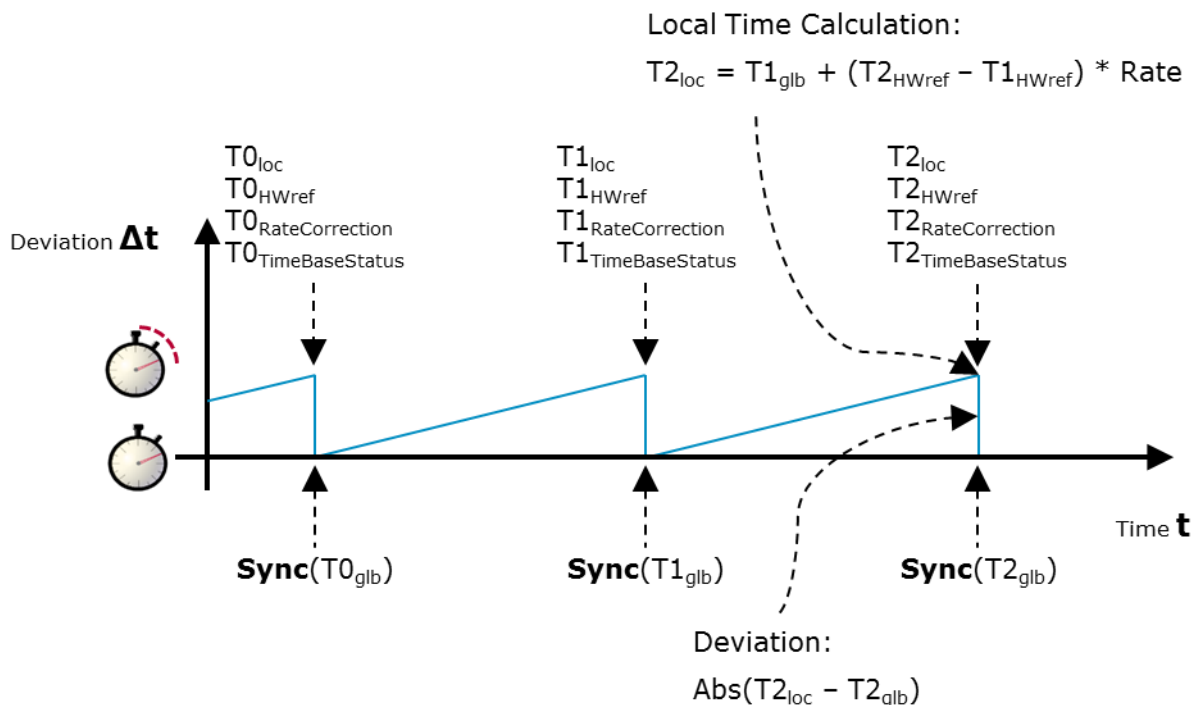 Local Time Calculation:
T2loc = T1glb + (T2HWref – T1HWref) * Rate
T0loc
T0HWref
T0RateCorrection
T0TimeBaseStatus
T1loc
T1HWref
T1RateCorrection
T1TimeBaseStatus
T2loc
T2HWref
T2RateCorrection
T2TimeBaseStatus
Deviation Δt
Time t
Sync(T0glb)
Sync(T1glb)
Sync(T2glb)
Deviation:
Abs(T2loc – T2glb)